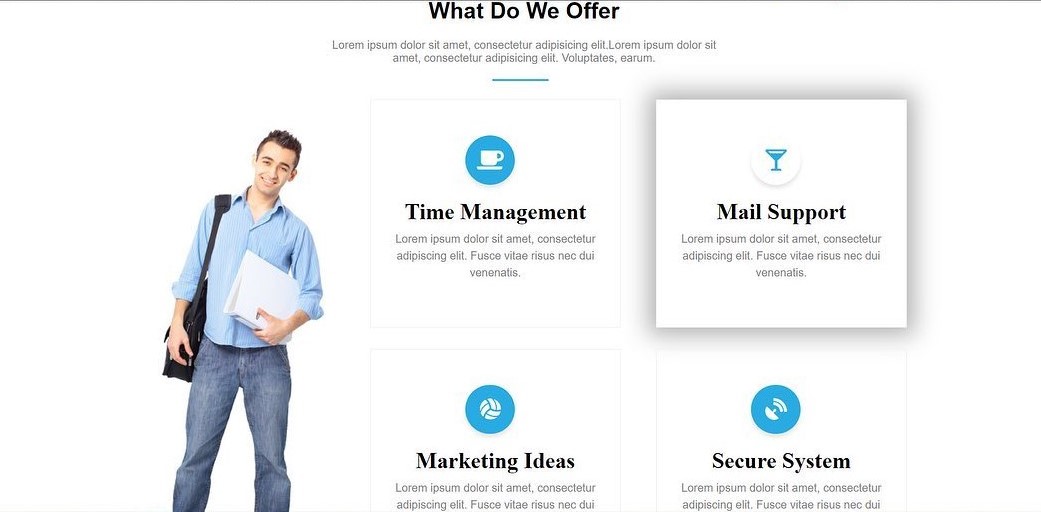 What Do We Offer
Lorem ipsum dolor sit amet, consectetur adipisicing elit.Lorem ipsum dolor sit
amet, consectetur adipisicing elit. Voluptates, earum.
Time Management
Lorem ipsum dolor sit amet, consectetur
adipiscing elit. Fusce vitae risus nec dui
venenatis.
Mail Support
Lorem ipsum dolor sit amet, consectetur
adipiscing elit. Fusce vitae risus nec dui
venenatis.
Marketing Ideas
Lorem ipsum dolor sit amet, consectetur
adipiscing elit. Fusce vitae risus nec dui
Secure System
Lorem ipsum dolor sit amet, consectetur
adipiscing elit. Fusce vitae risus nec dui